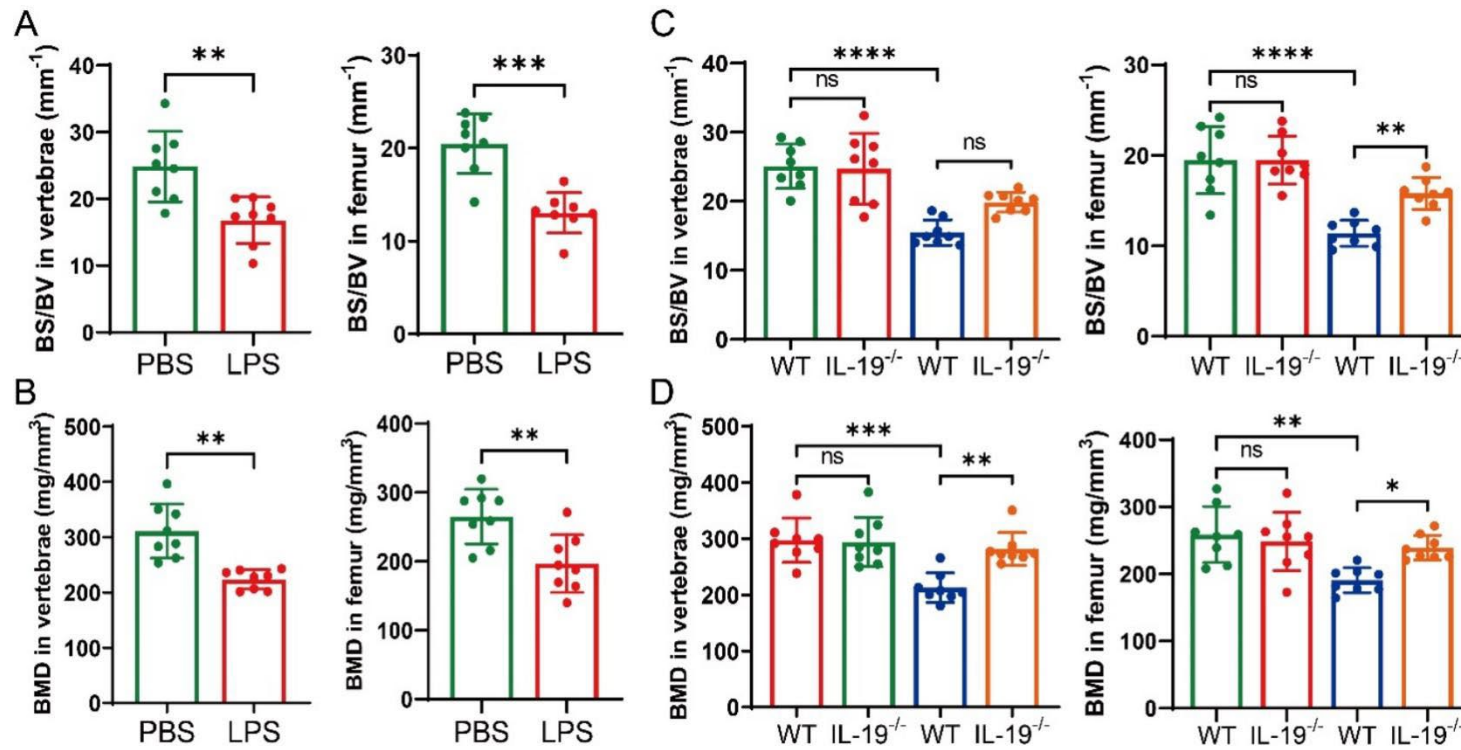 A
BS/BV in vertebrae (mm⁻¹)
40
30
20
10
0
**
PBS LPS
BS/BV in femur (mm⁻¹)
30
20
10
0
***
PBS LPS
C
BS/BV in vertebrae (mm⁻¹)
40
30
20
10
0
****
ns
ns
WT IL-19⁻/⁻ WT IL-19⁻/⁻
BS/BV in femur (mm⁻¹)
30
20
10
0
****
ns
**
WT IL-19⁻/⁻ WT IL-19⁻/⁻
B
BMD in vertebrae (mg/mm³)
500
400
300
200
100
0
**
PBS LPS
BMD in femur (mg/mm³)
400
300
200
100
0
**
PBS LPS
D
BMD in vertebrae (mg/mm³)
500
400
300
200
100
0
***
ns
**
WT IL-19⁻/⁻ WT IL-19⁻/⁻
BMD in femur (mg/mm³)
400
300
200
100
0
**
ns
*
WT IL-19⁻/⁻ WT IL-19⁻/⁻